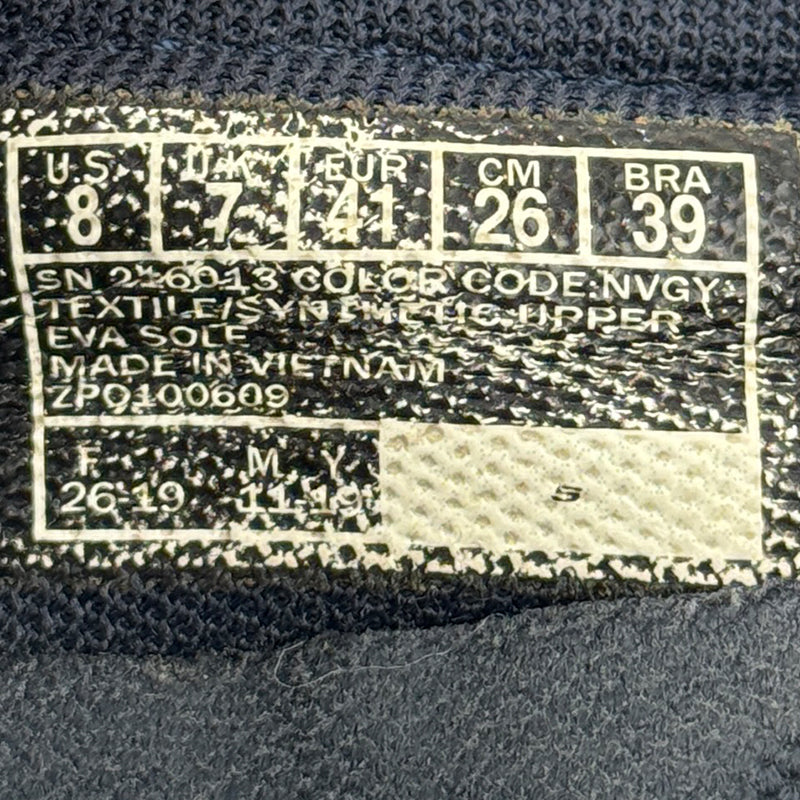 U.S. U.K. EUR CM BRA
8 7 41 26 39
SN 216013 COLOR CODE:NVGY
TEXTILE/SYNTHETIC UPPER
EVA SOLE
MADE IN VIETNAM
ZPO100609
F M Y
26-19 11-19
S